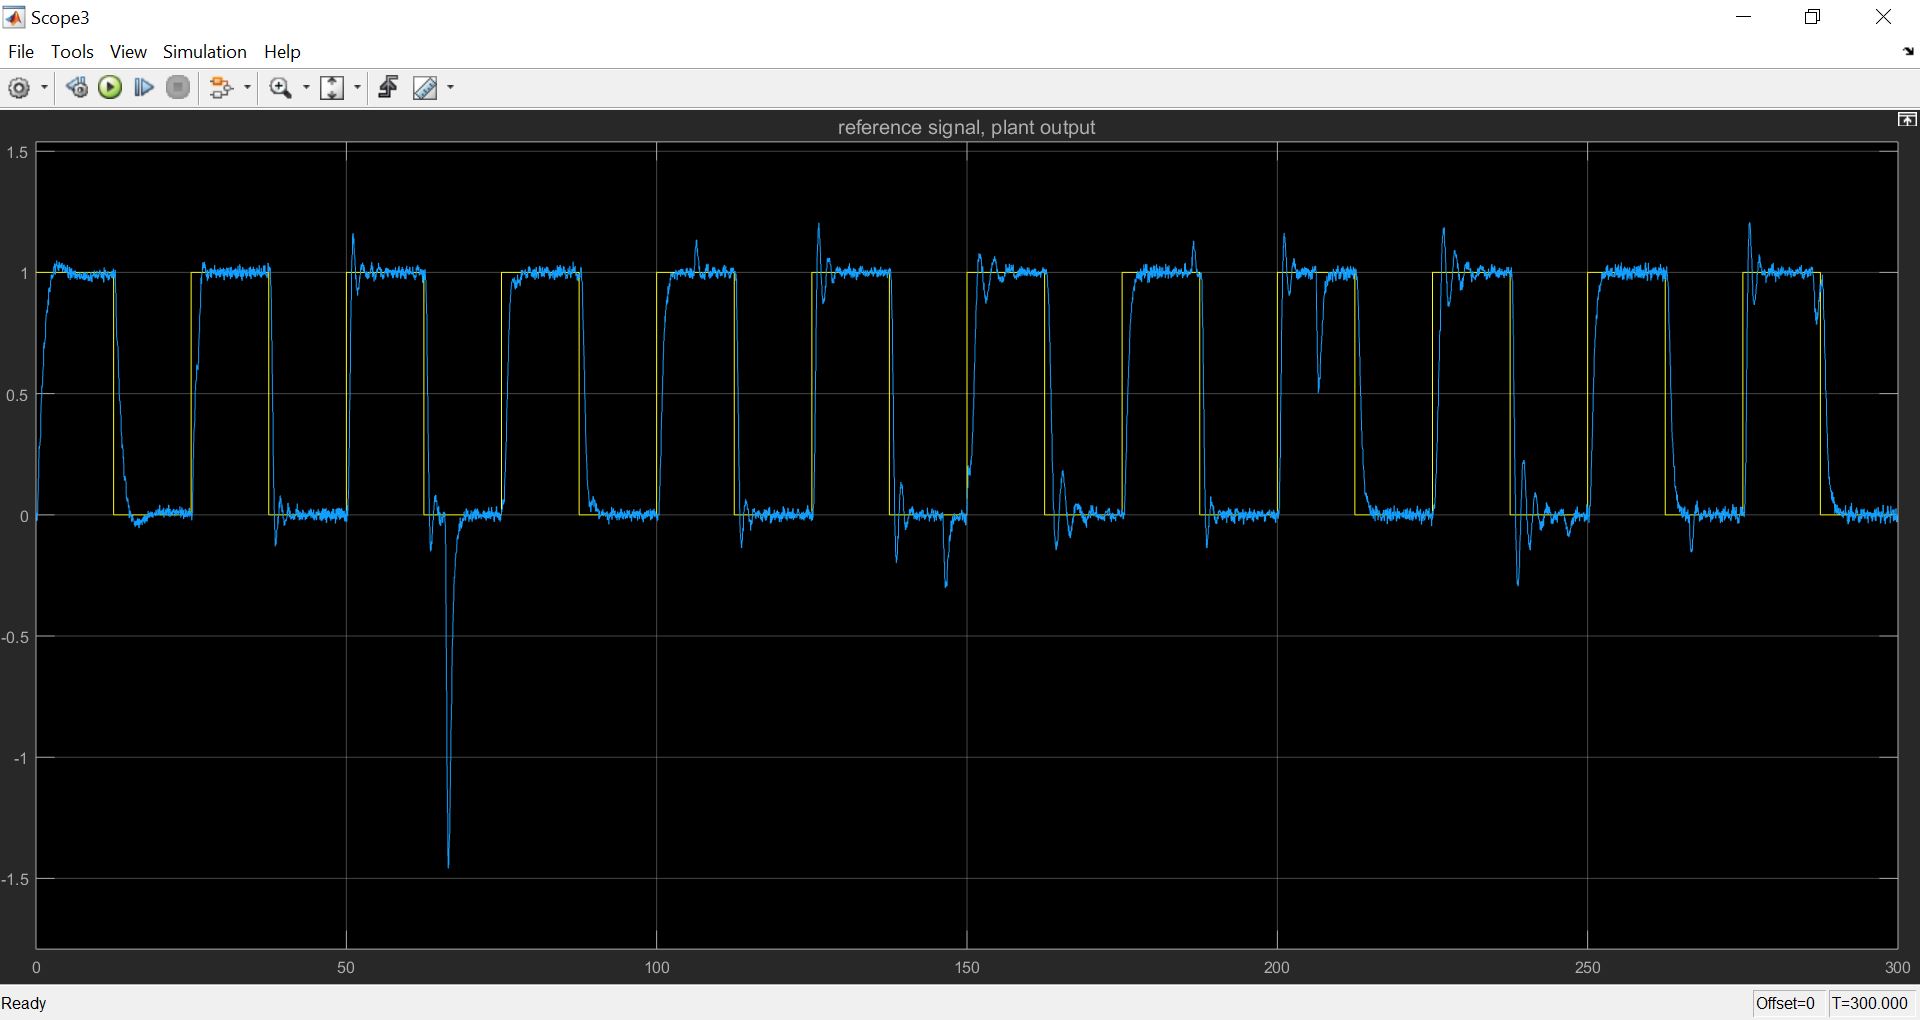 Scope3
File Tools View Simulation Help
reference signal, plant output
1.5
1
0.5
0
-0.5
-1
-1.5
0 50 100 150 200 250 300
Ready
Offset=0 T=300.000